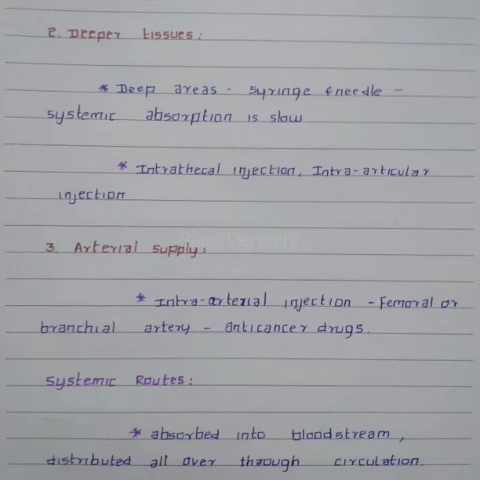 2. Deeper tissues:
* Deep areas - syringe & needle -
systemic absorption is slow
* Intrathecal injection, Intra-articular
injection
Dentistry
3. Arterial supply:
* Intra-arterial injection - Femoral or
branchial artery - anticancer drugs.
Systemic Routes:
* absorbed into bloodstream,
distributed all over through circulation.